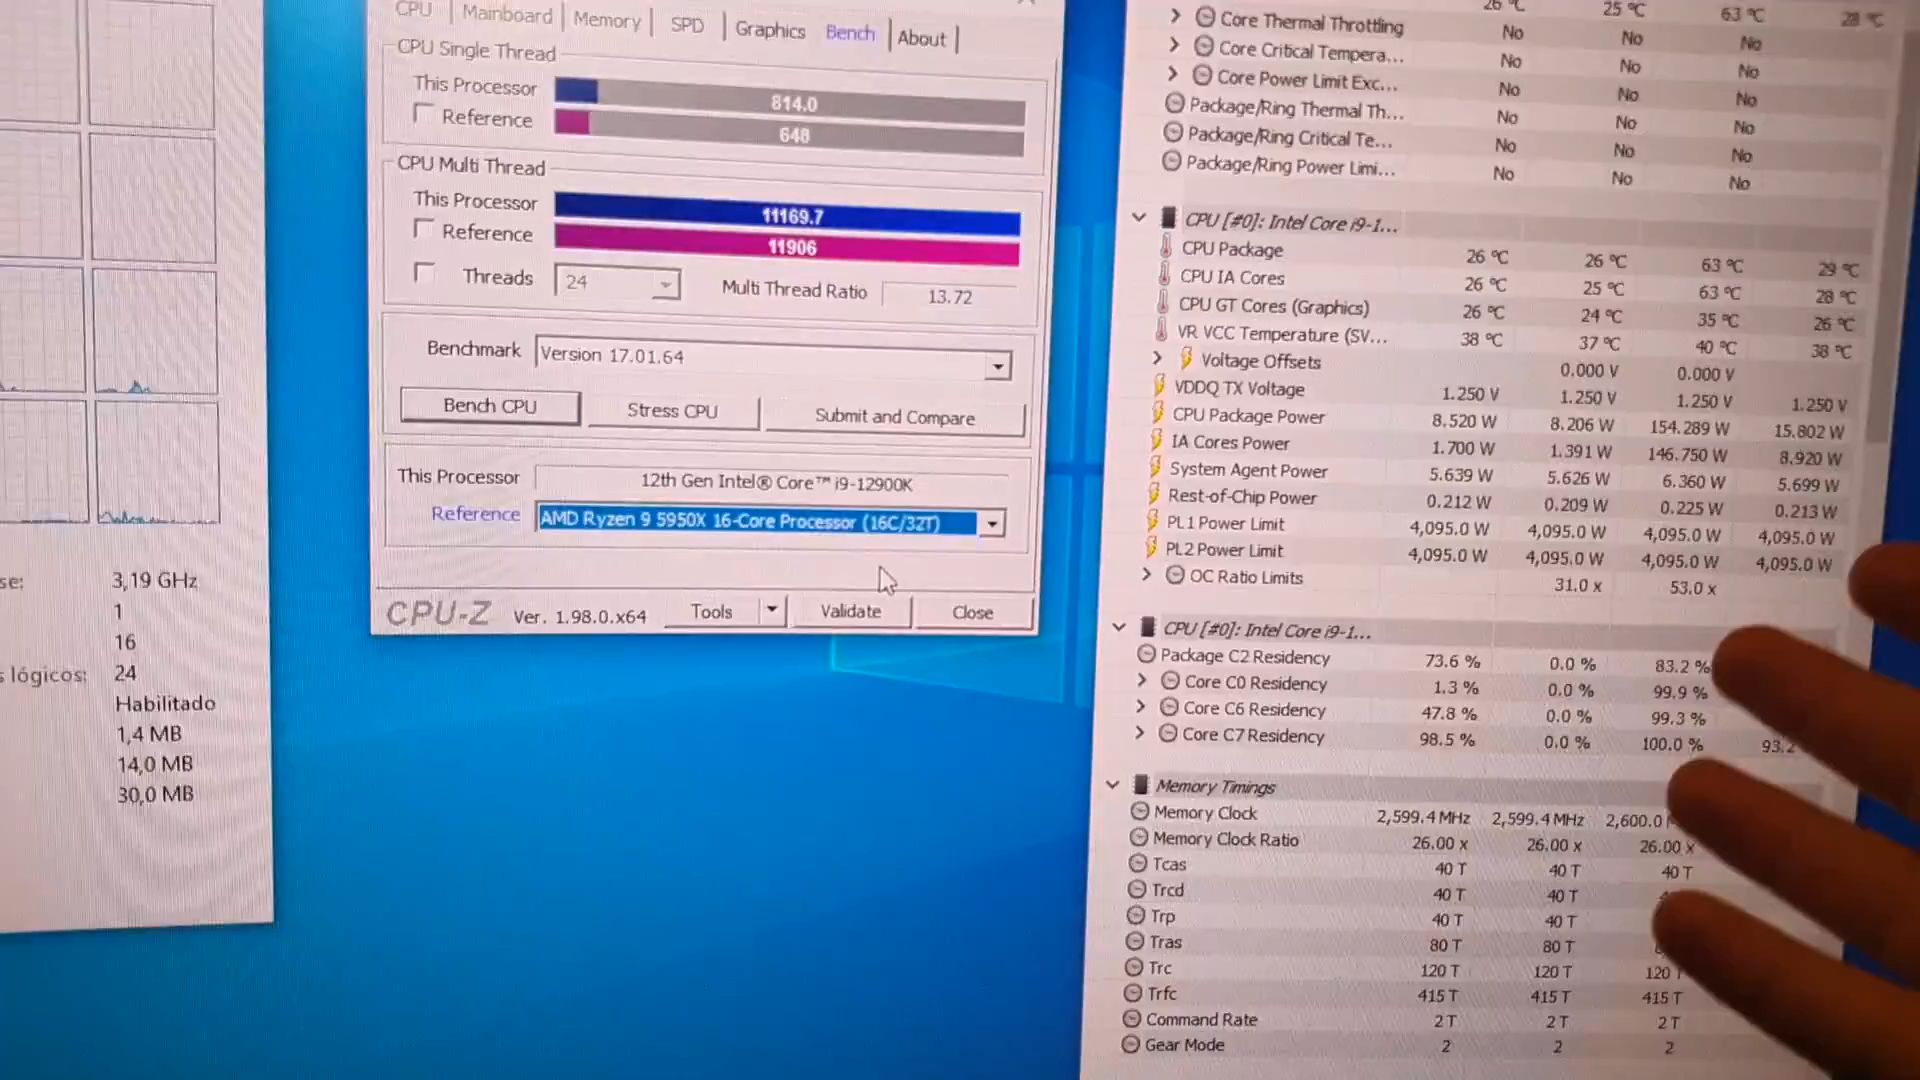 3,19 GHz
1
16
lógicos: 24
Habilitado
1,4 MB
14,0 MB
30,0 MB
CPU Mainboard Memory SPD Graphics Bench About
CPU Single Thread
This Processor 814.0
Reference 648
CPU Multi Thread
This Processor 11169.7
Reference 11906
Threads 24 Multi Thread Ratio 13.72
Benchmark Version 17.01.64
Bench CPU Stress CPU Submit and Compare
This Processor 12th Gen Intel® Core™ i9-12900K
Reference AMD Ryzen 9 5950X 16-Core Processor (16C/32T)
CPU-Z Ver. 1.98.0.x64 Tools Validate Close
26 °C 25 °C 63 °C 28 °C
Core Thermal Throttling No No No
Core Critical Tempera... No No No
Core Power Limit Exc... No No No
Package/Ring Thermal Th... No No No
Package/Ring Critical Te... No No No
Package/Ring Power Limi... No No No
CPU [#0]: Intel Core i9-1...
CPU Package 26 °C 26 °C 63 °C 29 °C
CPU IA Cores 26 °C 25 °C 63 °C 28 °C
CPU GT Cores (Graphics) 26 °C 24 °C 35 °C 26 °C
VR VCC Temperature (SV... 38 °C 37 °C 40 °C 38 °C
Voltage Offsets 0.000 V 0.000 V
VDDQ TX Voltage 1.250 V 1.250 V 1.250 V 1.250 V
CPU Package Power 8.520 W 8.206 W 154.289 W 15.802 W
IA Cores Power 1.700 W 1.391 W 146.750 W 8.920 W
System Agent Power 5.639 W 5.626 W 6.360 W 5.699 W
Rest-of-Chip Power 0.212 W 0.209 W 0.225 W 0.213 W
PL1 Power Limit 4,095.0 W 4,095.0 W 4,095.0 W 4,095.0 W
PL2 Power Limit 4,095.0 W 4,095.0 W 4,095.0 W 4,095.0 W
OC Ratio Limits 31.0 x 53.0 x
CPU [#0]: Intel Core i9-1...
Package C2 Residency 73.6 % 0.0 % 83.2 %
Core C0 Residency 1.3 % 0.0 % 99.9 %
Core C6 Residency 47.8 % 0.0 % 99.3 %
Core C7 Residency 98.5 % 0.0 % 100.0 % 93.2
Memory Timings
Memory Clock 2,599.4 MHz 2,599.4 MHz 2,600.0
Memory Clock Ratio 26.00 x 26.00 x 26.00 x
Tcas 40 T 40 T 40 T
Trcd 40 T 40 T
Trp 40 T 40 T
Tras 80 T 80 T
Trc 120 T 120 T 120 T
Trfc 415 T 415 T 415 T
Command Rate 2 T 2 T 2 T
Gear Mode 2 2 2